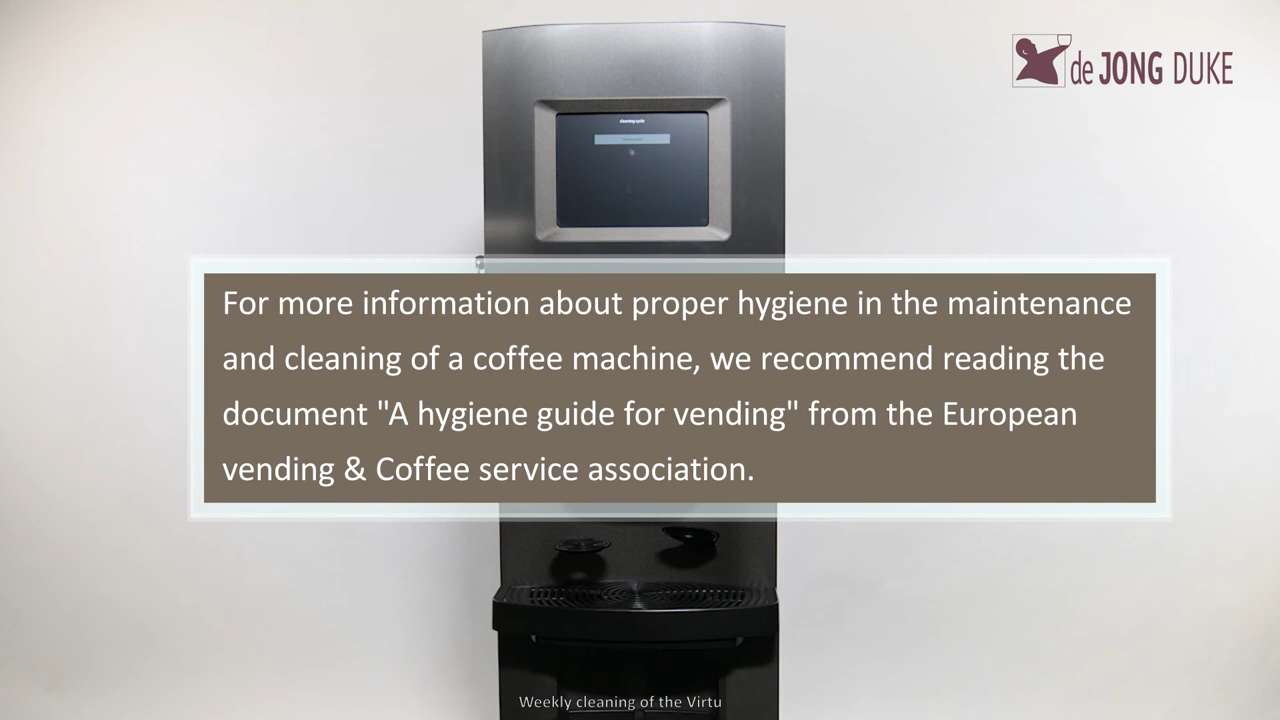 de JONG DUKE
cleaning cycle
For more information about proper hygiene in the maintenance
and cleaning of a coffee machine, we recommend reading the
document "A hygiene guide for vending" from the European
vending & Coffee service association.
Weekly cleaning of the Virtu